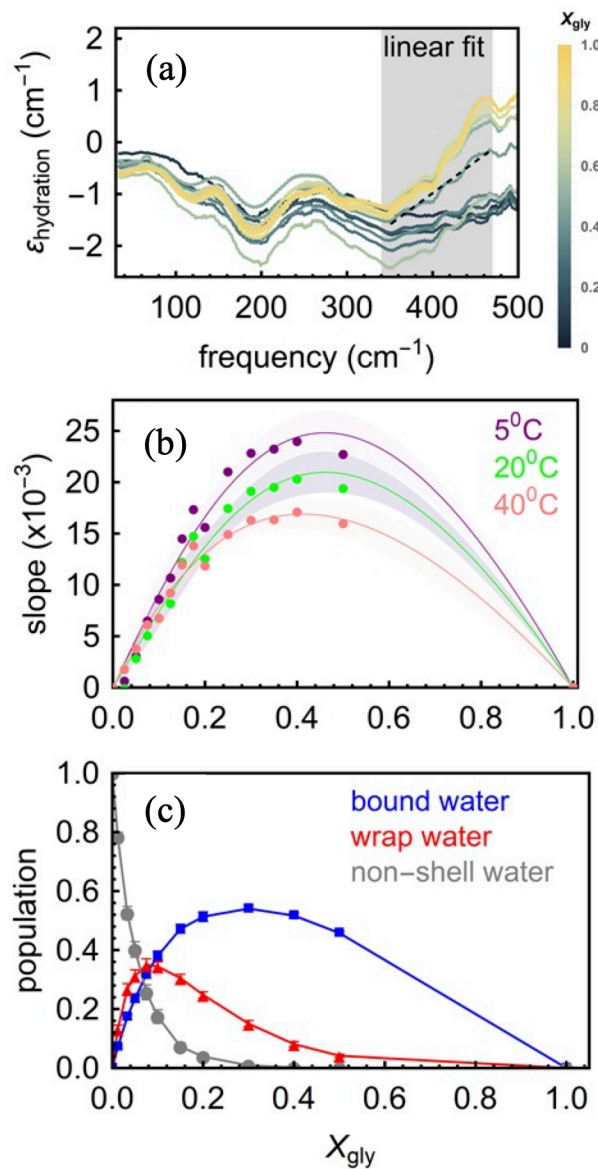 X_gly
(a)
linear fit
2
1
0
−1
−2
ε_hydration (cm⁻¹)
1.0
0.8
0.6
0.4
0.2
0
100 200 300 400 500
frequency (cm⁻¹)
(b)
5⁰C
20⁰C
40⁰C
25
20
15
10
5
0
slope (x10⁻³)
0.0 0.2 0.4 0.6 0.8 1.0
(c)
bound water
wrap water
non−shell water
1.0
0.8
0.6
0.4
0.2
0.0
population
0.0 0.2 0.4 0.6 0.8 1.0
X_gly